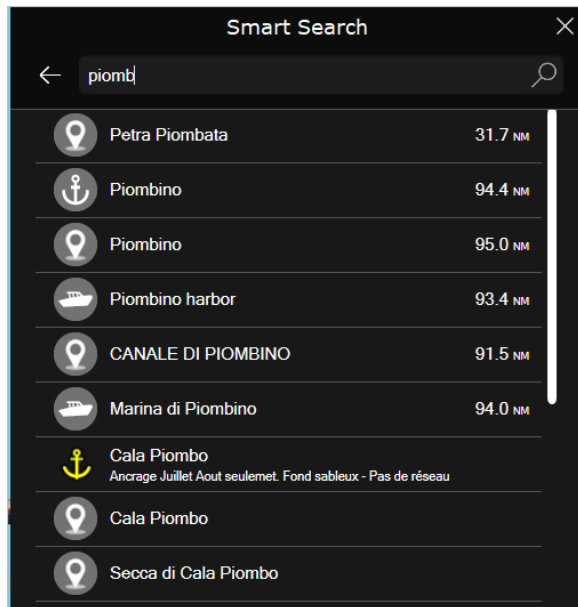 Smart Search
piomb
Petra Piombata 31.7 NM
Piombino 94.4 NM
Piombino 95.0 NM
Piombino harbor 93.4 NM
CANALE DI PIOMBINO 91.5 NM
Marina di Piombino 94.0 NM
Cala Piombo
Ancrage Juillet Aout seulemet. Fond sableux - Pas de réseau
Cala Piombo
Secca di Cala Piombo